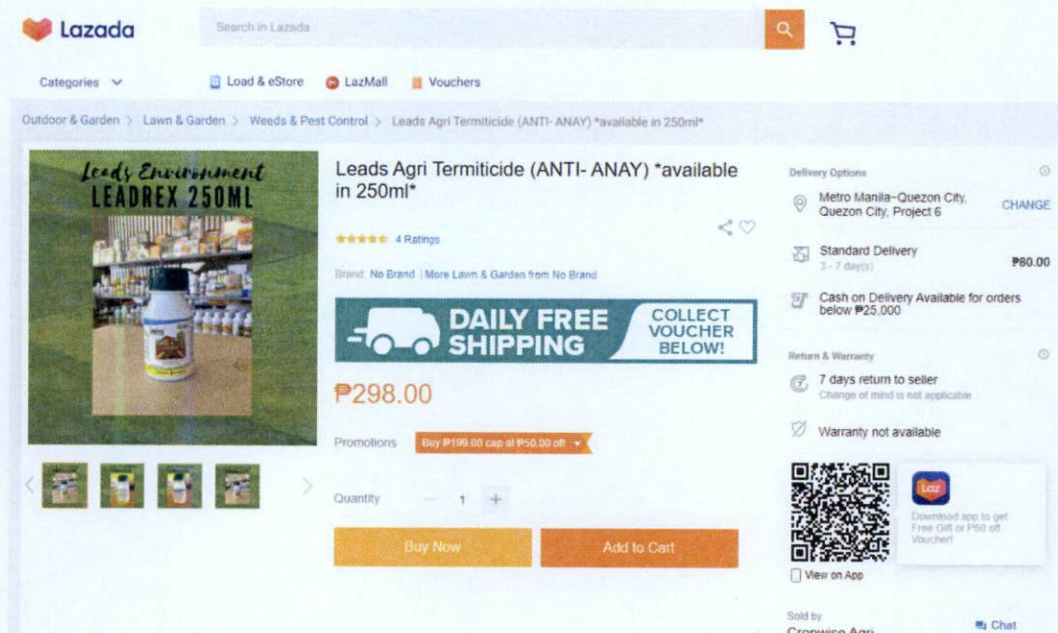 Lazada
Search in Lazada
Categories
Load & eStore
LazMall
Vouchers
Outdoor & Garden > Lawn & Garden > Weeds & Pest Control > Leads Agri Termiticide (ANTI- ANAY) *available in 250ml*
Leads Environment
LEADREX 250ML
Leads Agri Termiticide (ANTI- ANAY) *available
in 250ml*
4 Ratings
Brand: No Brand | More Lawn & Garden from No Brand
DAILY FREE
SHIPPING
COLLECT
VOUCHER
BELOW!
₱298.00
Promotions
Buy ₱199.00 cap at ₱50.00 off
Quantity
1
Buy Now
Add to Cart
Delivery Options
Metro Manila~Quezon City,
Quezon City, Project 6
CHANGE
Standard Delivery
₱60.00
3 - 7 day(s)
Cash on Delivery Available for orders
below ₱25,000
Return & Warranty
7 days return to seller
Change of mind is not applicable
Warranty not available
Laz
Download app to get
Free Gift or P50 off
Voucher!
View on App
Sold by
Cropwise Agri
Chat